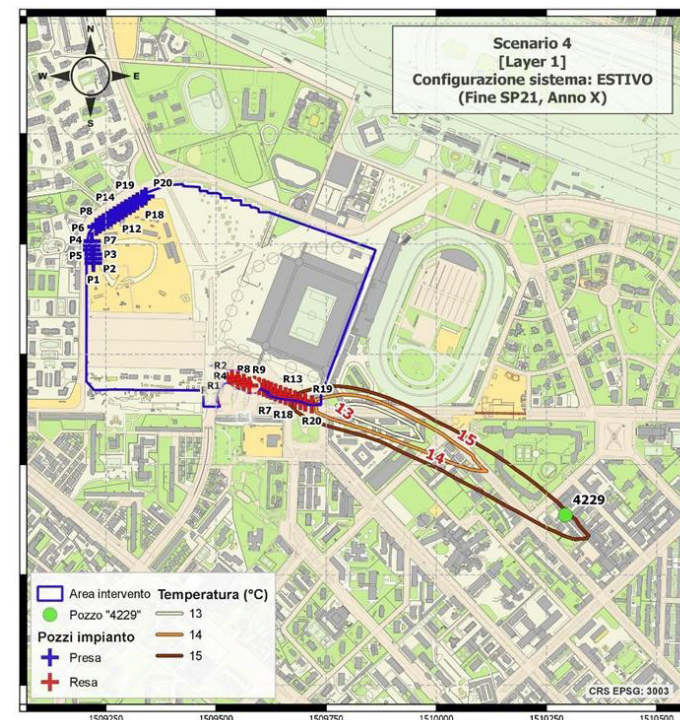 Scenario 4
[Layer 1]
Configurazione sistema: ESTIVO
(Fine SP21, Anno X)
N
W E
S
P19 P20
P14
P8 P18
P6 P12
P4 P7
P5 P3
P2
P1
R2
R4 P8 R9
R1 R13
R19
R7 R18 R20
13
14
15
4229
Area intervento
Pozzo "4229"
Pozzi impianto
Presa
Resa
Temperatura (°C)
13
14
15
CRS EPSG: 3003
1509250 1509500 1509750 1510000 1510250 1510500